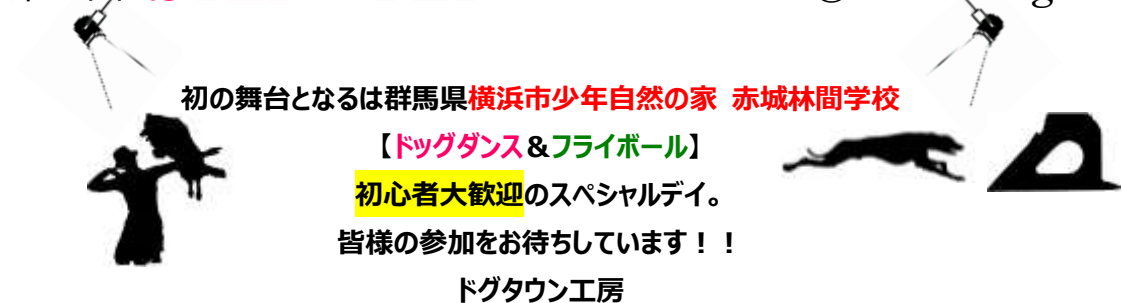 初の舞台となるは群馬県横浜市少年自然の家 赤城林間学校
【ドッグダンス&フライボール】
初心者大歓迎のスペシャルデイ。
皆様の参加をお待ちしています！！
ドグタウン工房